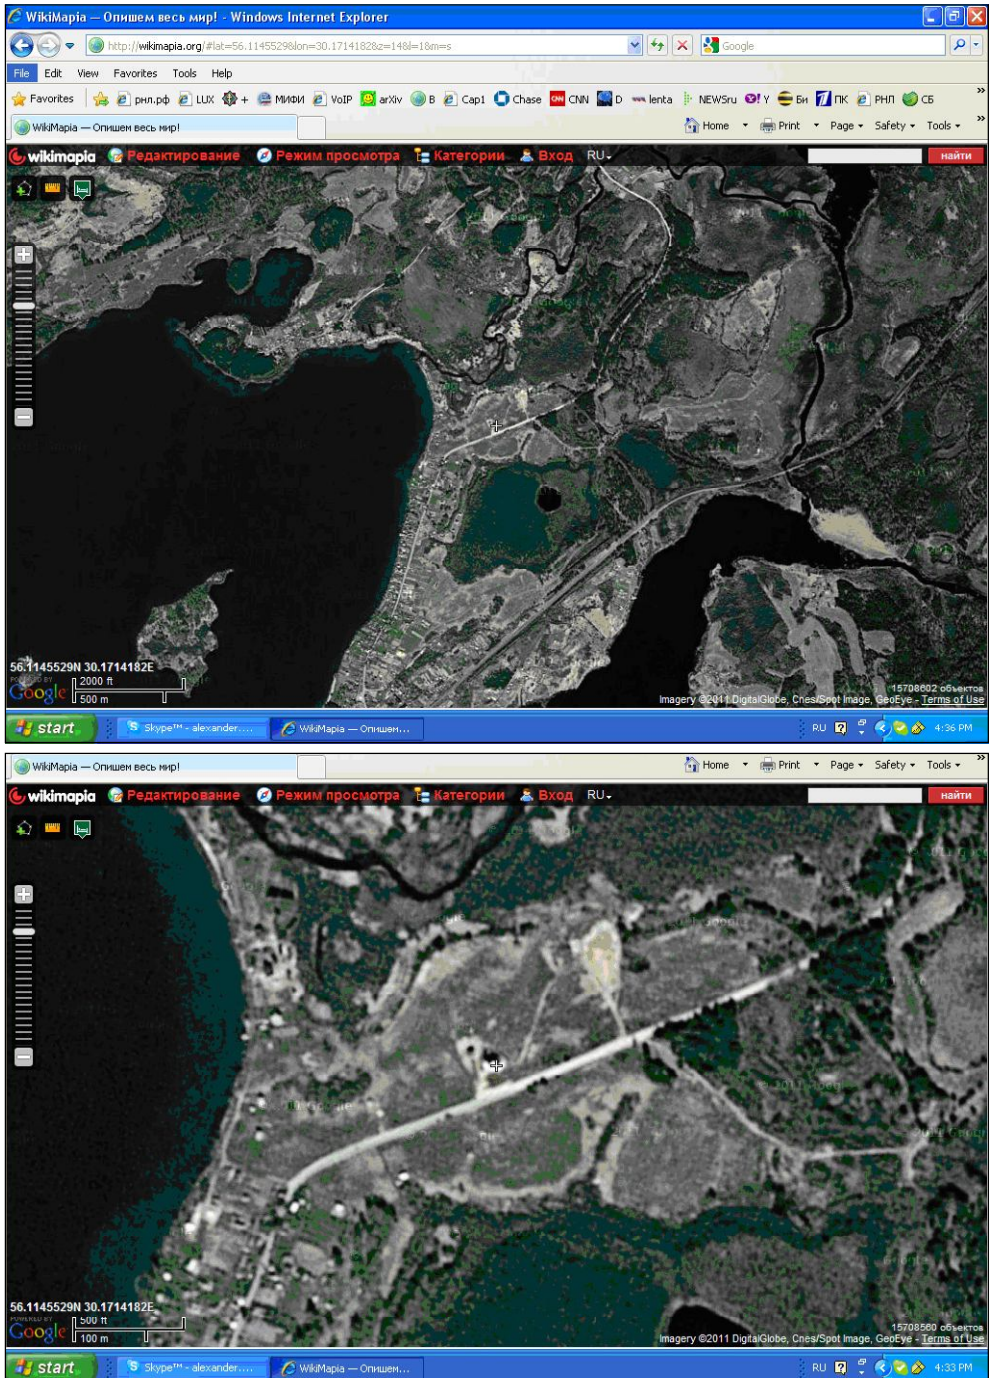 WikiMapia — Опишем весь мир! - Windows Internet Explorer
http://wikimapia.org/#lat=56.1145529&lon=30.1714182&z=14&l=1&m=s
Google
File Edit View Favorites Tools Help
Favorites рнл.рф LUX + МИФИ VoIP arXiv B Cap1 Chase CNN D lenta NEWSru Y Би ПК РНЛ СБ »
WikiMapia — Опишем весь мир! Home Print Page Safety Tools »
wikimapia Редактирование Режим просмотра Категории Вход RU найти
56.1145529N 30.1714182E
POWERED BY
Google
2000 ft
500 m
15708602 объектов
Imagery ©2011 DigitalGlobe, Cnes/Spot Image, GeoEye - Terms of Use
start Skype™ - alexander.... WikiMapia — Опишем... RU 4:36 PM
WikiMapia — Опишем весь мир! Home Print Page Safety Tools »
wikimapia Редактирование Режим просмотра Категории Вход RU найти
56.1145529N 30.1714182E
POWERED BY
Google
500 ft
100 m
15708560 объектов
Imagery ©2011 DigitalGlobe, Cnes/Spot Image, GeoEye - Terms of Use
start Skype™ - alexander.... WikiMapia — Опишем... RU 4:33 PM